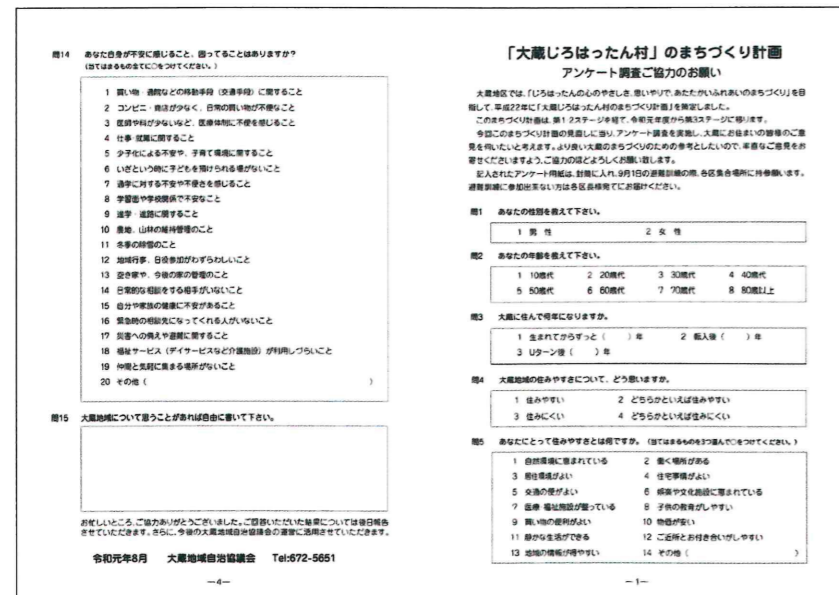 問14 あなた自身が不安に感じること、困ってることはありますか？
（当てはまるもの全てに○をつけてください。）
1 買い物・通院などの移動手段（交通手段）に関すること
2 コンビニ・商店が少なく、日常の買い物が不便なこと
3 医師や科が少ないなど、医療体制に不便を感じること
4 仕事・就職に関すること
5 少子化による不安や、子育て環境に関すること
6 いざという時に子どもを預けられる場がないこと
7 通学に対する不安や不便さを感じること
8 学習面や学校関係で不安なこと
9 進学・進路に関すること
10 農地、山林の維持管理のこと
11 冬季の除雪のこと
12 地域行事、日役参加がわずらわしいこと
13 空き家や、今後の家の管理のこと
14 日常的な相談をする相手がいないこと
15 自分や家族の健康に不安があること
16 緊急時の相談先になってくれる人がいないこと
17 災害への備えや避難に関すること
18 福祉サービス（デイサービスなど介護施設）が利用しづらいこと
19 仲間と気軽に集まる場所がないこと
20 その他（ ）
問15 大蔵地域について思うことがあれば自由に書いて下さい。
お忙しいところ、ご協力ありがとうございました。ご回答いただいた結果については後日報告
させていただきます。さらに、今後の大蔵地域自治協議会の運営に活用させていただきます。
令和元年8月 大蔵地域自治協議会 Tel:672-5651
—4—
「大蔵じろはったん村」のまちづくり計画
アンケート調査ご協力のお願い
大蔵地区では、「じろはったんの心のやさしさ、思いやりで、あたたかいふれあいのまちづくり」を目
指して、平成22年に「大蔵じろはったん村のまちづくり計画」を策定しました。
このまちづくり計画は、第1・2ステージを経て、令和元年度から第3ステージに移ります。
今回このまちづくり計画の見直しに当り、アンケート調査を実施し、大蔵にお住まいの皆様のご意
見を伺いたいと考えます。より良い大蔵のまちづくりのための参考としたいので、率直なご意見をお
寄せくださいますよう、ご協力のほどよろしくお願い致します。
記入されたアンケート用紙は、封筒に入れ、9月1日の避難訓練の際、各区集合場所に持参願います。
避難訓練に参加出来ない方は各区長様宛てにお届けください。
問1 あなたの性別を教えて下さい。
1 男 性 2 女 性
問2 あなたの年齢を教えて下さい。
1 10歳代 2 20歳代 3 30歳代 4 40歳代
5 50歳代 6 60歳代 7 70歳代 8 80歳以上
問3 大蔵に住んで何年になりますか。
1 生まれてからずっと（ ）年 2 転入後（ ）年
3 Uターン後（ ）年
問4 大蔵地域の住みやすさについて、どう思いますか。
1 住みやすい 2 どちらかといえば住みやすい
3 住みにくい 4 どちらかといえば住みにくい
問5 あなたにとって住みやすさとは何ですか。（当てはまるものを3つ選んで○をつけてください。）
1 自然環境に恵まれている 2 働く場所がある
3 居住環境がよい 4 住宅事情がよい
5 交通の便がよい 6 娯楽や文化施設に恵まれている
7 医療・福祉施設が整っている 8 子供の教育がしやすい
9 買い物の便利がよい 10 物価が安い
11 静かな生活ができる 12 ご近所とお付き合いがしやすい
13 地域の情報が得やすい 14 その他（ ）
—1—